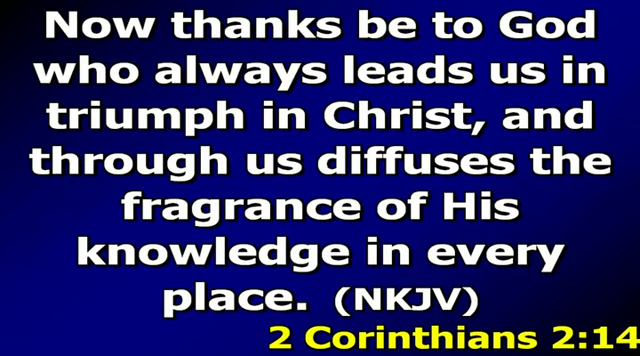 Now thanks be to God
who always leads us in
triumph in Christ, and
through us diffuses the
fragrance of His
knowledge in every
place. (NKJV)
2 Corinthians 2:14